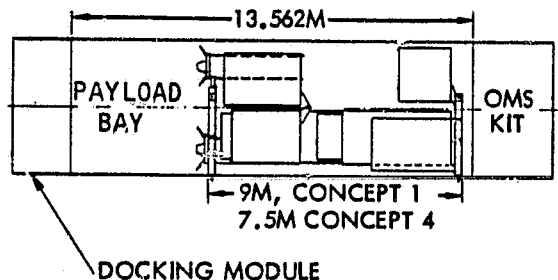 13.562M
PAYLOAD
BAY
OMS
KIT
9M, CONCEPT 1
7.5M CONCEPT 4
DOCKING MODULE